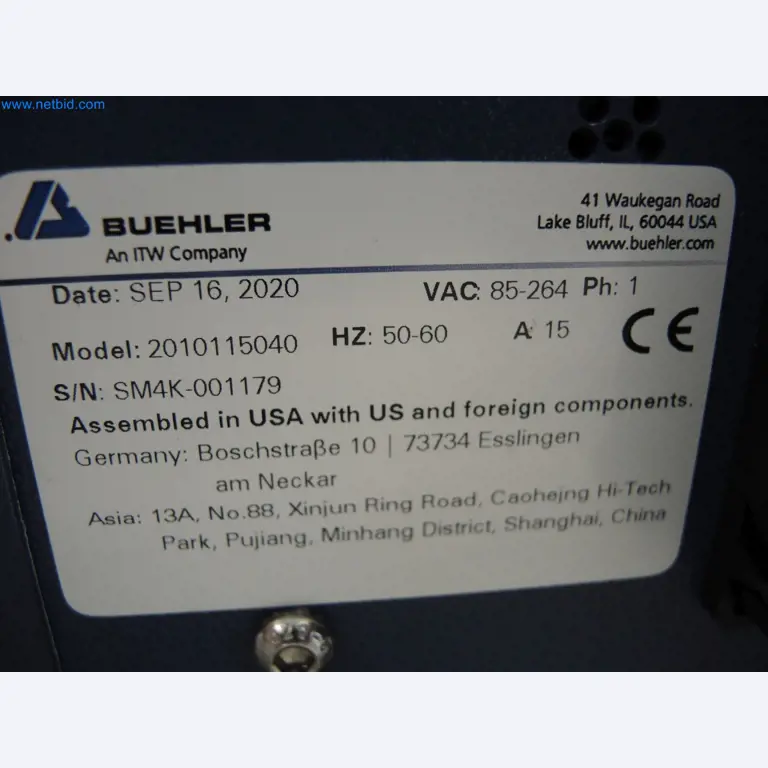 www.netbid.com
BUEHLER
An ITW Company
41 Waukegan Road
Lake Bluff, IL, 60044 USA
www.buehler.com
Date: SEP 16, 2020 VAC: 85-264 Ph: 1
Model: 2010115040 HZ: 50-60 A: 15 CE
S/N: SM4K-001179
Assembled in USA with US and foreign components.
Germany: Boschstraße 10 | 73734 Esslingen
am Neckar
Asia: 13A, No.88, Xinjun Ring Road, Caohejng Hi-Tech
Park, Pujiang, Minhang District, Shanghai, China